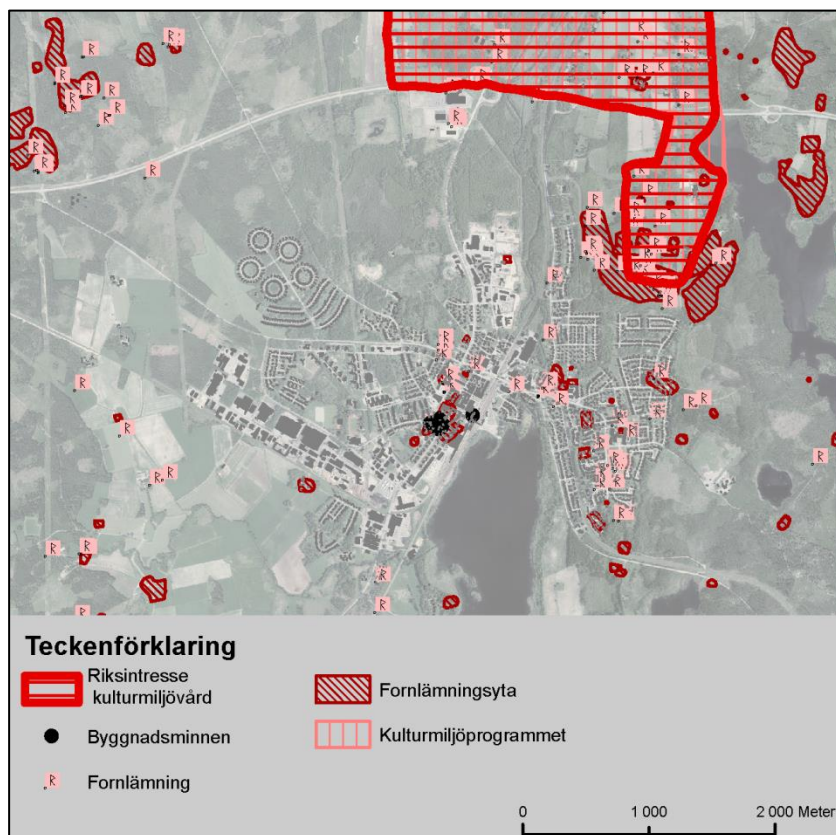 Teckenförklaring
Riksintresse
kulturmiljövård
Byggnadsminnen
Fornlämning
Fornlämningsyta
Kulturmiljöprogrammet
0 1 000 2 000 Meter